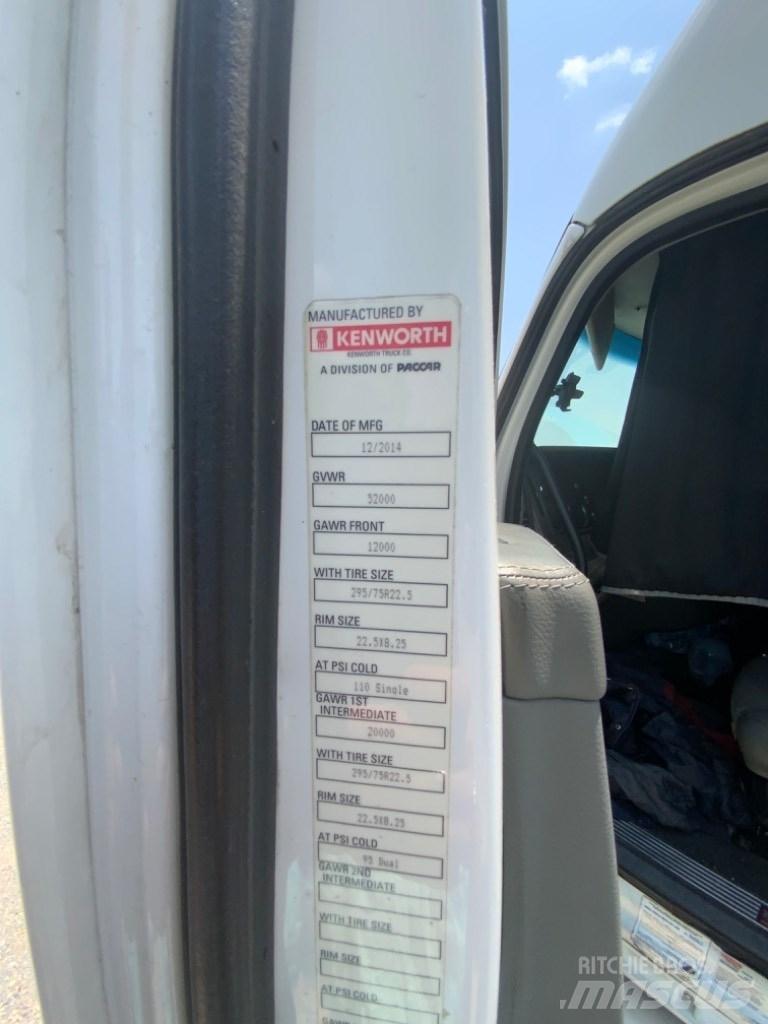 MANUFACTURED BY
KENWORTH
KENWORTH TRUCK CO.
A DIVISION OF PACCAR
DATE OF MFG
12/2014
GVWR
52000
GAWR FRONT
12000
WITH TIRE SIZE
295/75R22.5
RIM SIZE
22.5X8.25
AT PSI COLD
110 Single
GAWR 1ST
INTERMEDIATE
20000
WITH TIRE SIZE
295/75R22.5
RIM SIZE
22.5X8.25
AT PSI COLD
95 Dual
GAWR 2ND
INTERMEDIATE
WITH TIRE SIZE
RIM SIZE
AT PSI COLD
GAWR
RITCHIE BROS
MASCUS